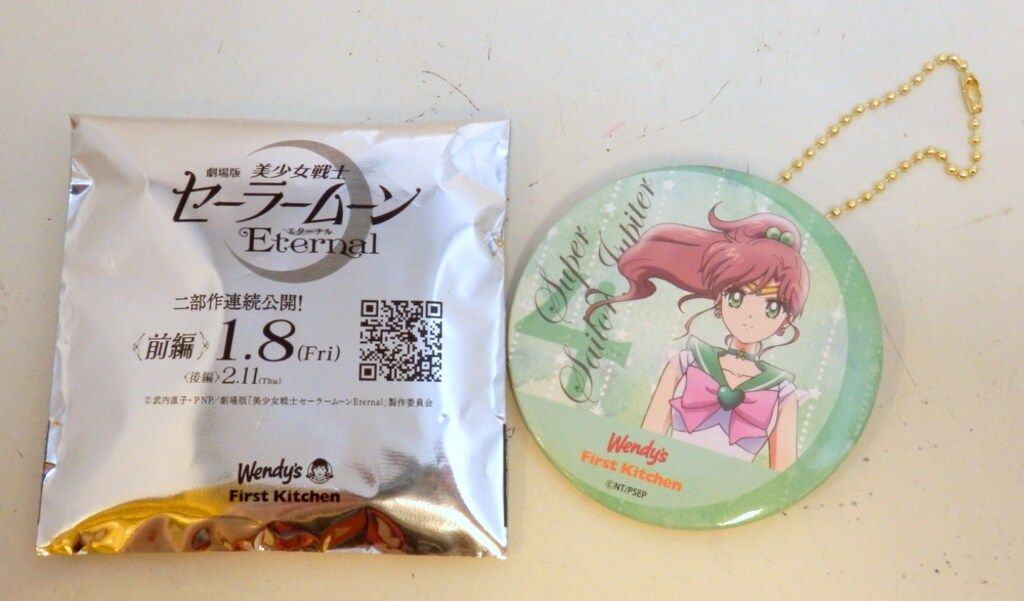 劇場版 美少女戦士
セーラームーン
エターナル
Eternal
二部作連続公開!
〈前編〉 1.8 (Fri)
〈後編〉 2.11 (Thu)
©武内直子・PNP/劇場版「美少女戦士セーラームーンEternal」製作委員会
Wendy's
First Kitchen
Super
Sailor Jupiter
Wendy's
First Kitchen
©NT/PSEP